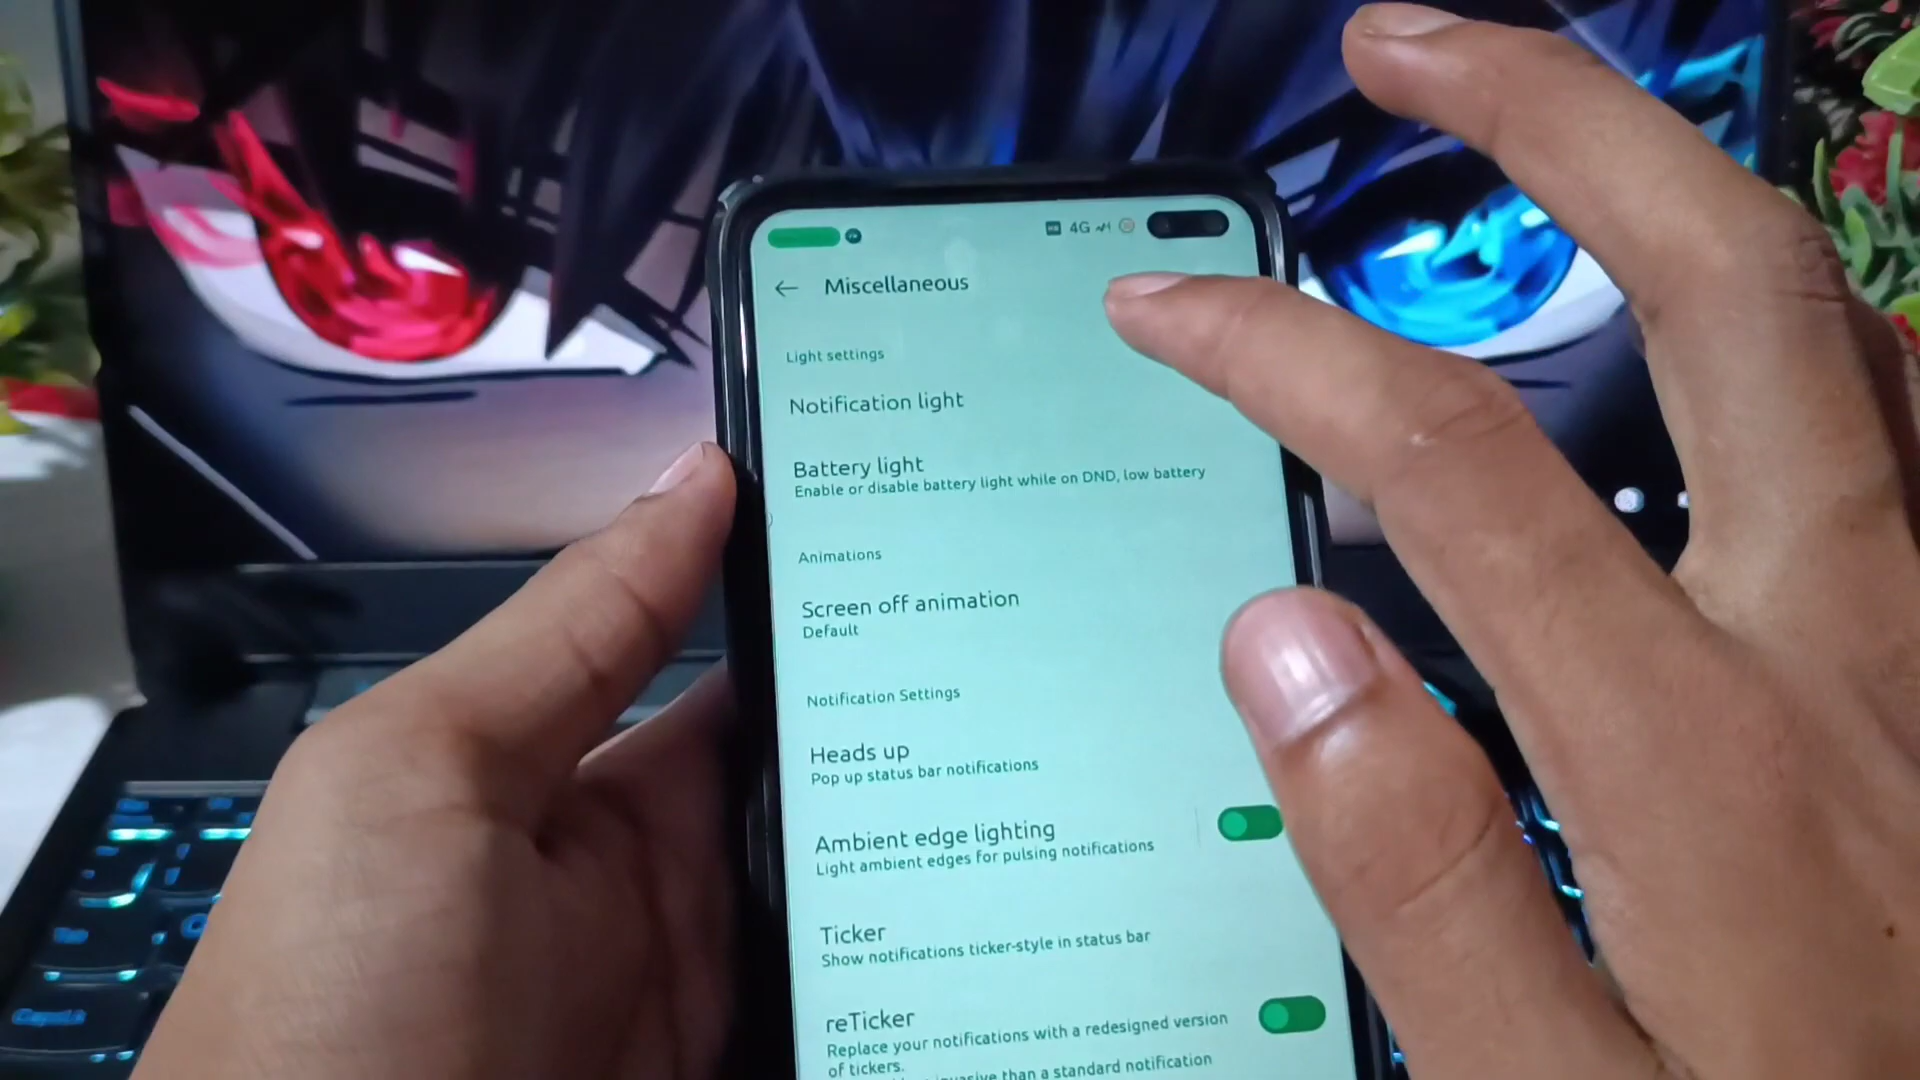 4G
Miscellaneous
Light settings
Notification light
Battery light
Enable or disable battery light while on DND, low battery
Animations
Screen off animation
Default
Notification Settings
Heads up
Pop up status bar notifications
Ambient edge lighting
Light ambient edges for pulsing notifications
Ticker
Show notifications ticker-style in status bar
reTicker
Replace your notifications with a redesigned version
of tickers.
than a standard notification